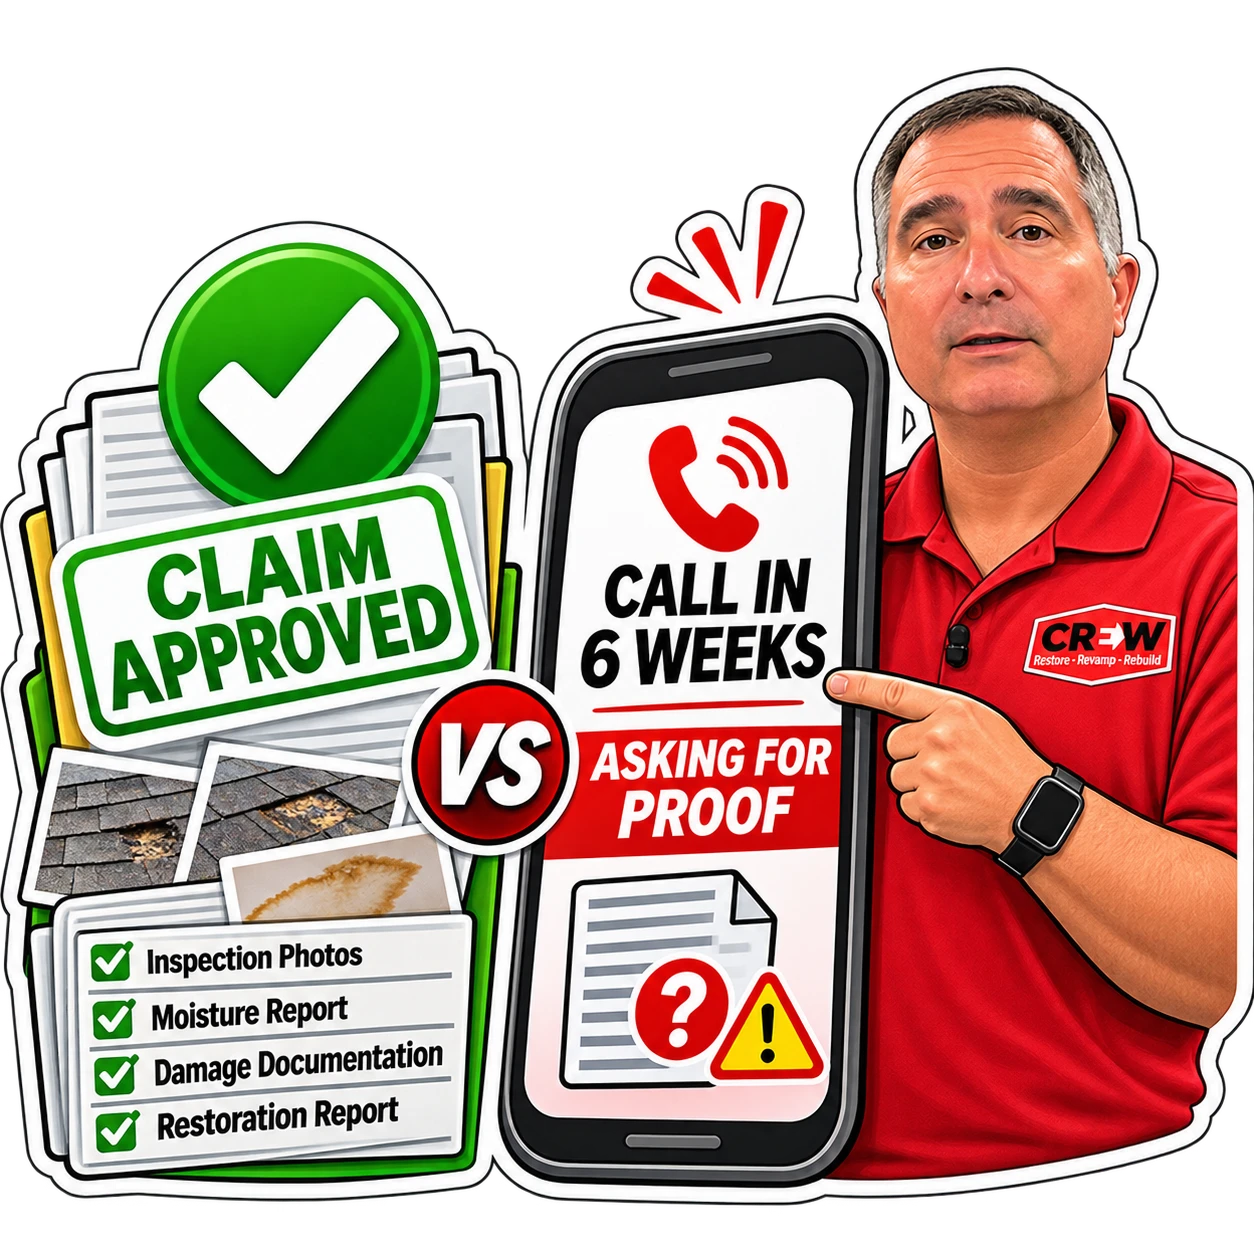 CLAIM
APPROVED
Inspection Photos
Moisture Report
Damage Documentation
Restoration Report
VS
CALL IN
6 WEEKS
ASKING FOR
PROOF
?
!
CREW
Restore - Revamp - Rebuild